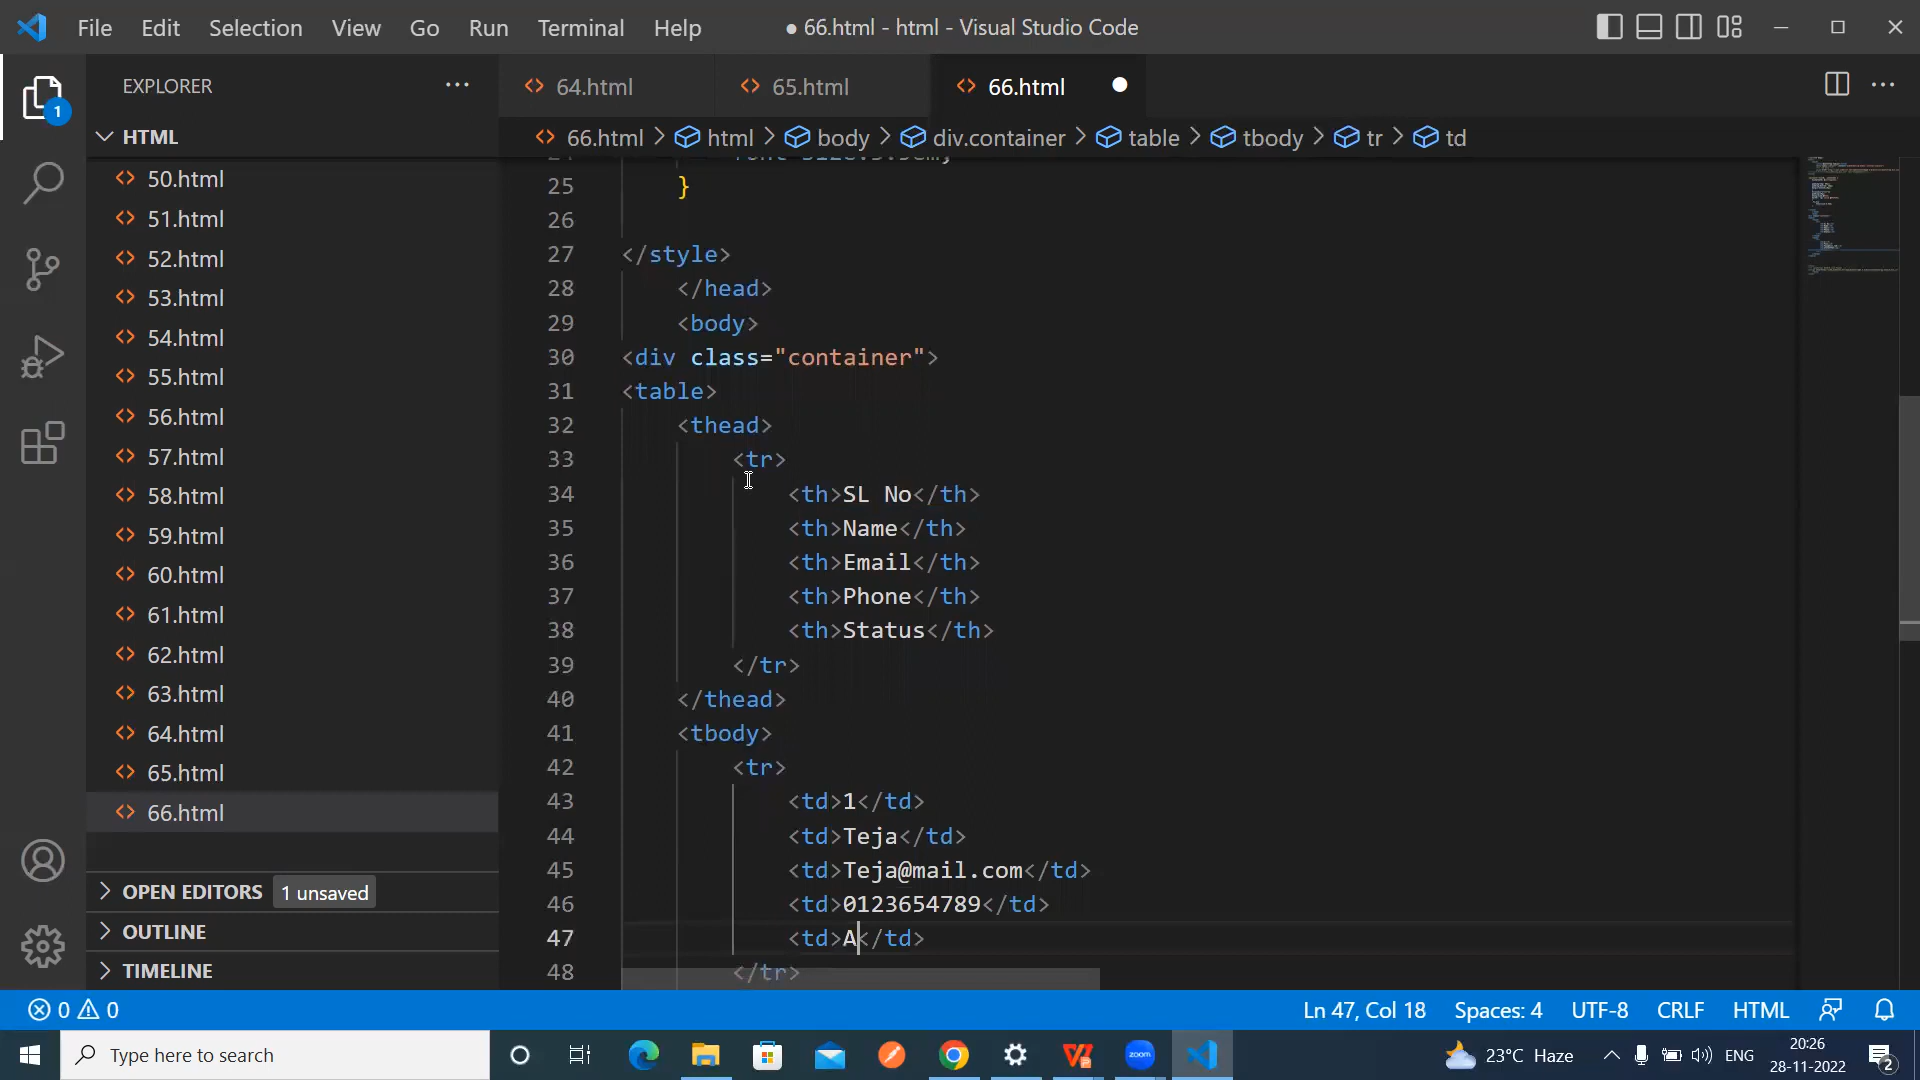 File Edit Selection View Go Run Terminal Help ● 66.html - html - Visual Studio Code
EXPLORER ··· 64.html 65.html 66.html ●
HTML 66.html > html > body > div.container > table > tbody > tr > td
50.html
51.html
52.html
53.html
54.html
55.html
56.html
57.html
58.html
59.html
60.html
61.html
62.html
63.html
64.html
65.html
66.html
OPEN EDITORS 1 unsaved
OUTLINE
TIMELINE
1
25 }
26
27 </style>
28 </head>
29 <body>
30 <div class="container">
31 <table>
32 <thead>
33 <tr>
34 <th>SL No</th>
35 <th>Name</th>
36 <th>Email</th>
37 <th>Phone</th>
38 <th>Status</th>
39 </tr>
40 </thead>
41 <tbody>
42 <tr>
43 <td>1</td>
44 <td>Teja</td>
45 <td>Teja@mail.com</td>
46 <td>0123654789</td>
47 <td>A</td>
48 </tr>
0 0 Ln 47, Col 18 Spaces: 4 UTF-8 CRLF HTML
Type here to search zoom 23°C Haze ENG 20:26
28-11-2022 2